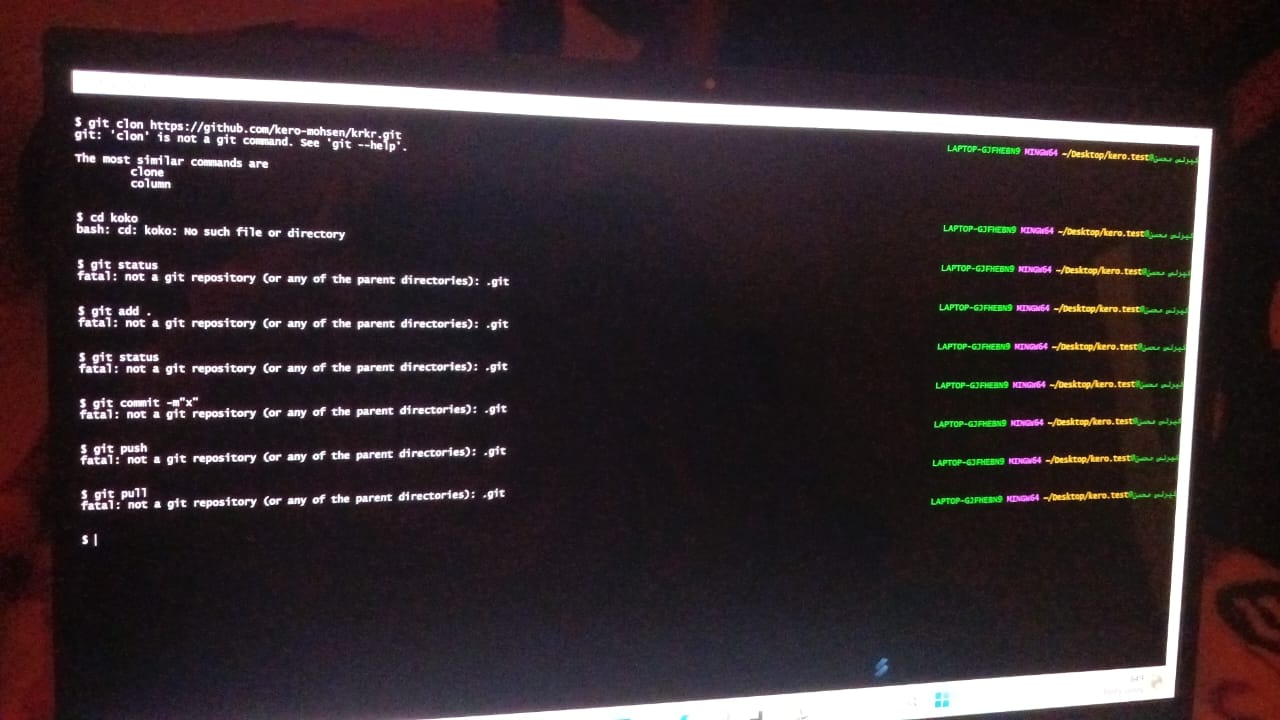 $ git clon https://github.com/kero-mohsen/krkr.git
git: 'clon' is not a git command. See 'git --help'.
LAPTOP-GJFHEBN9 MINGW64 ~/Desktop/kero.test
The most similar commands are
clone
column
$ cd koko
bash: cd: koko: No such file or directory
LAPTOP-GJFHEBN9 MINGW64 ~/Desktop/kero.test
$ git status
fatal: not a git repository (or any of the parent directories): .git
LAPTOP-GJFHEBN9 MINGW64 ~/Desktop/kero.test
$ git add .
fatal: not a git repository (or any of the parent directories): .git
LAPTOP-GJFHEBN9 MINGW64 ~/Desktop/kero.test
$ git status
fatal: not a git repository (or any of the parent directories): .git
LAPTOP-GJFHEBN9 MINGW64 ~/Desktop/kero.test
$ git commit -m"x"
fatal: not a git repository (or any of the parent directories): .git
LAPTOP-GJFHEBN9 MINGW64 ~/Desktop/kero.test
$ git push
fatal: not a git repository (or any of the parent directories): .git
LAPTOP-GJFHEBN9 MINGW64 ~/Desktop/kero.test
$ git pull
fatal: not a git repository (or any of the parent directories): .git
LAPTOP-GJFHEBN9 MINGW64 ~/Desktop/kero.test
LAPTOP-GJFHEBN9 MINGW64 ~/Desktop/kero.test
$